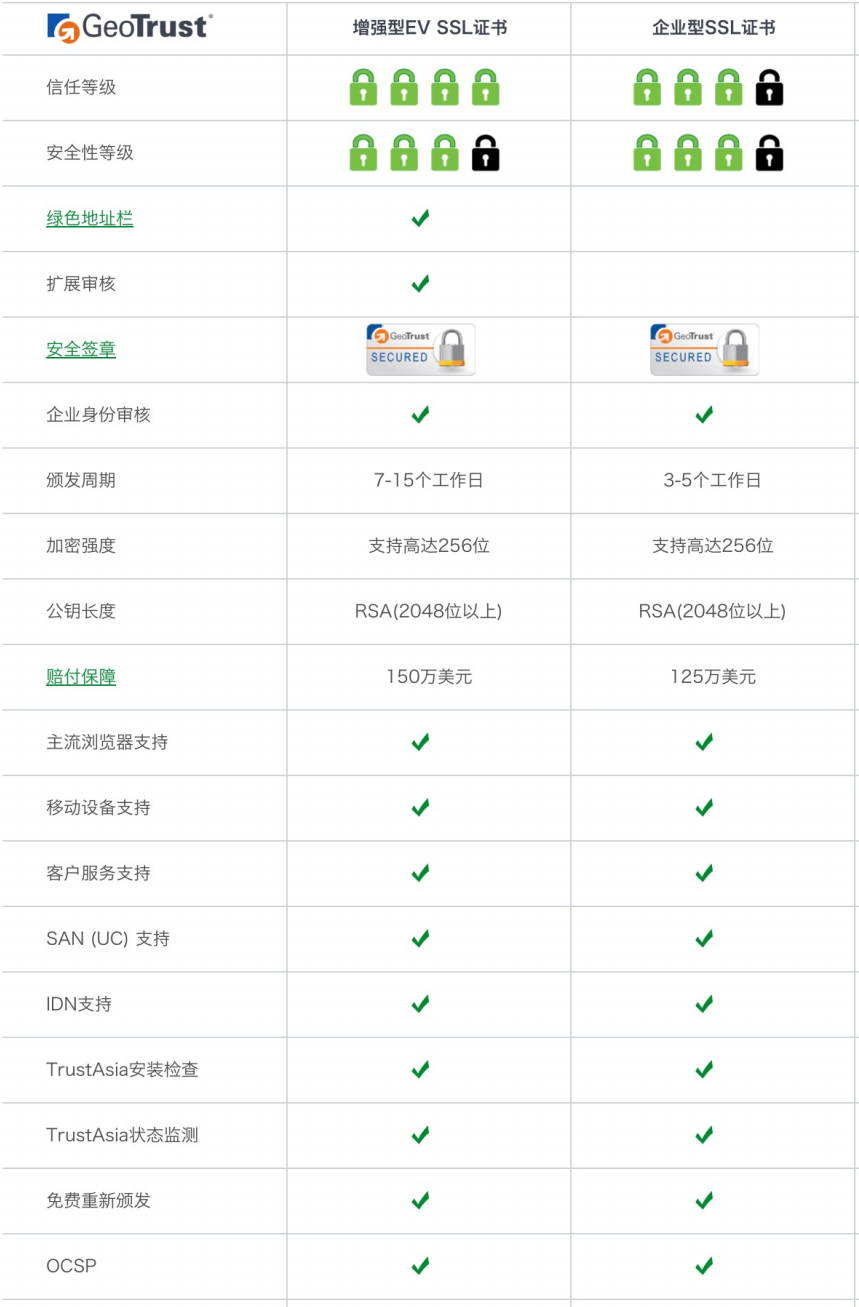 GeoTrust® 增强型EV SSL证书 企业型SSL证书
信任等级
安全性等级
绿色地址栏
扩展审核
安全签章 GeoTrust SECURED GeoTrust SECURED
企业身份审核
颁发周期 7-15个工作日 3-5个工作日
加密强度 支持高达256位 支持高达256位
公钥长度 RSA(2048位以上) RSA(2048位以上)
赔付保障 150万美元 125万美元
主流浏览器支持
移动设备支持
客户服务支持
SAN (UC) 支持
IDN支持
TrustAsia安装检查
TrustAsia状态监测
免费重新颁发
OCSP